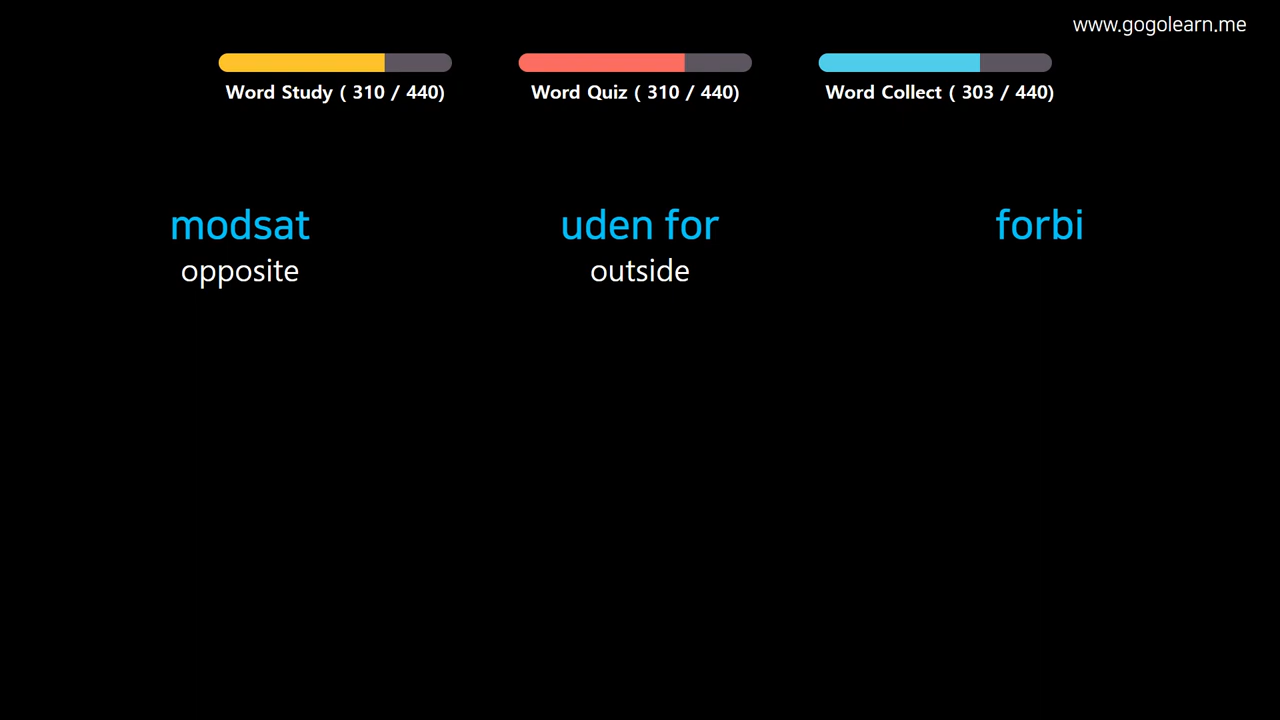 www.gogolearn.me
Word Study ( 310 / 440)
Word Quiz ( 310 / 440)
Word Collect ( 303 / 440)
modsat
opposite
uden for
outside
forbi